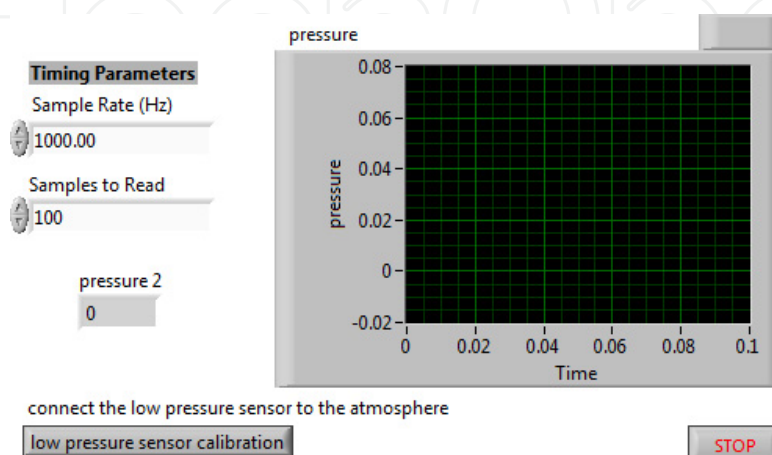 pressure
Timing Parameters
Sample Rate (Hz)
1000.00
Samples to Read
100
pressure 2
0
pressure
0.08
0.06
0.04
0.02
0
-0.02
0 0.02 0.04 0.06 0.08 0.1
Time
connect the low pressure sensor to the atmosphere
low pressure sensor calibration
STOP